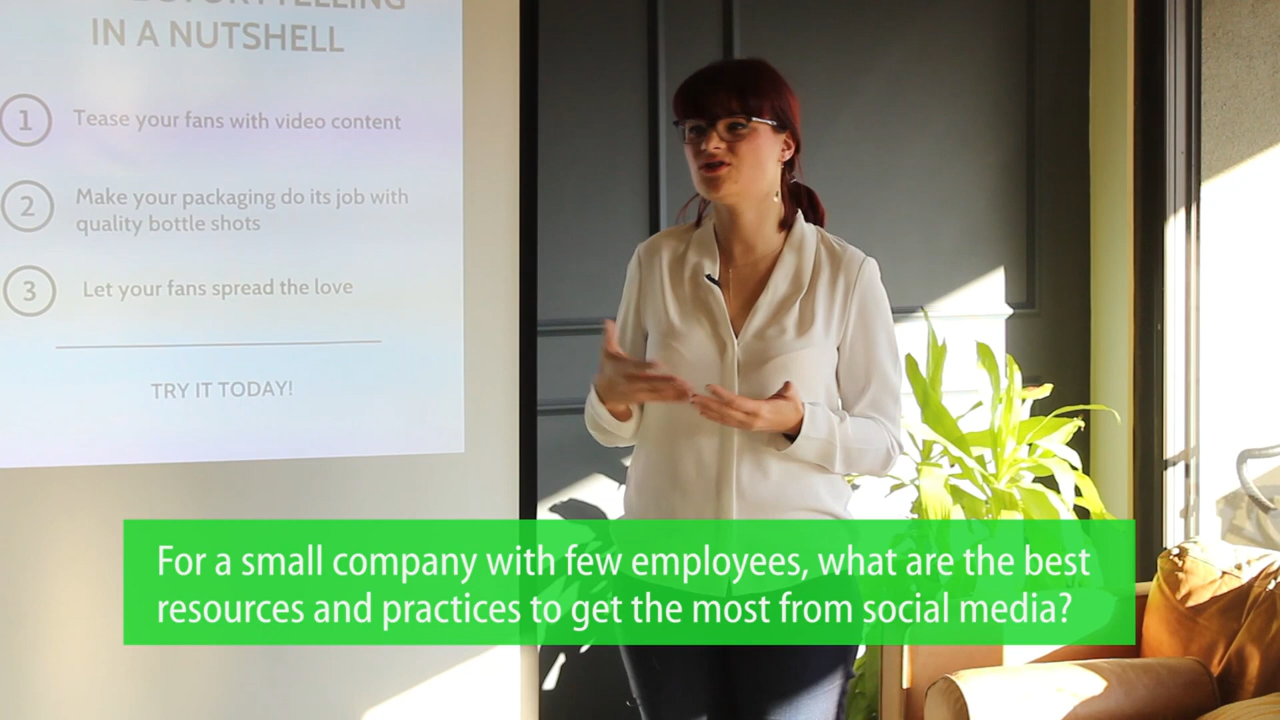 STORYTELLING
IN A NUTSHELL
1 Tease your fans with video content
2 Make your packaging do its job with
quality bottle shots
3 Let your fans spread the love
TRY IT TODAY!
For a small company with few employees, what are the best
resources and practices to get the most from social media?